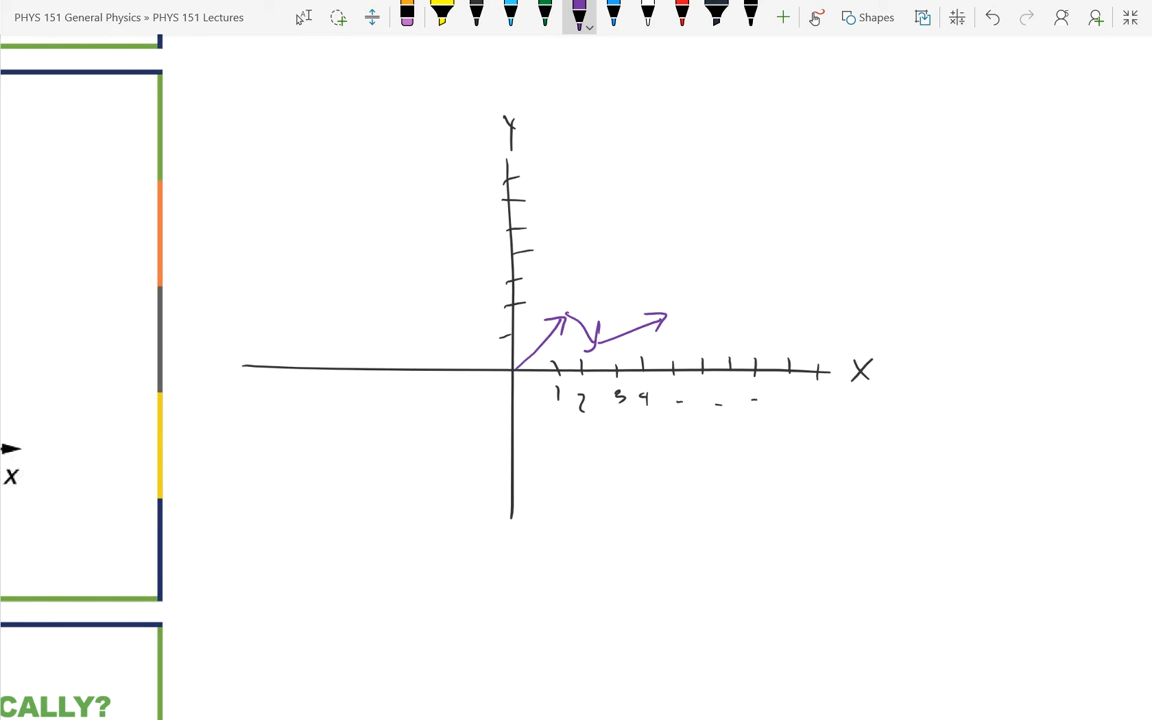 PHYS 151 General Physics » PHYS 151 Lectures
Shapes
Y
X
1 2 3 4 - - -
x
CALLY?